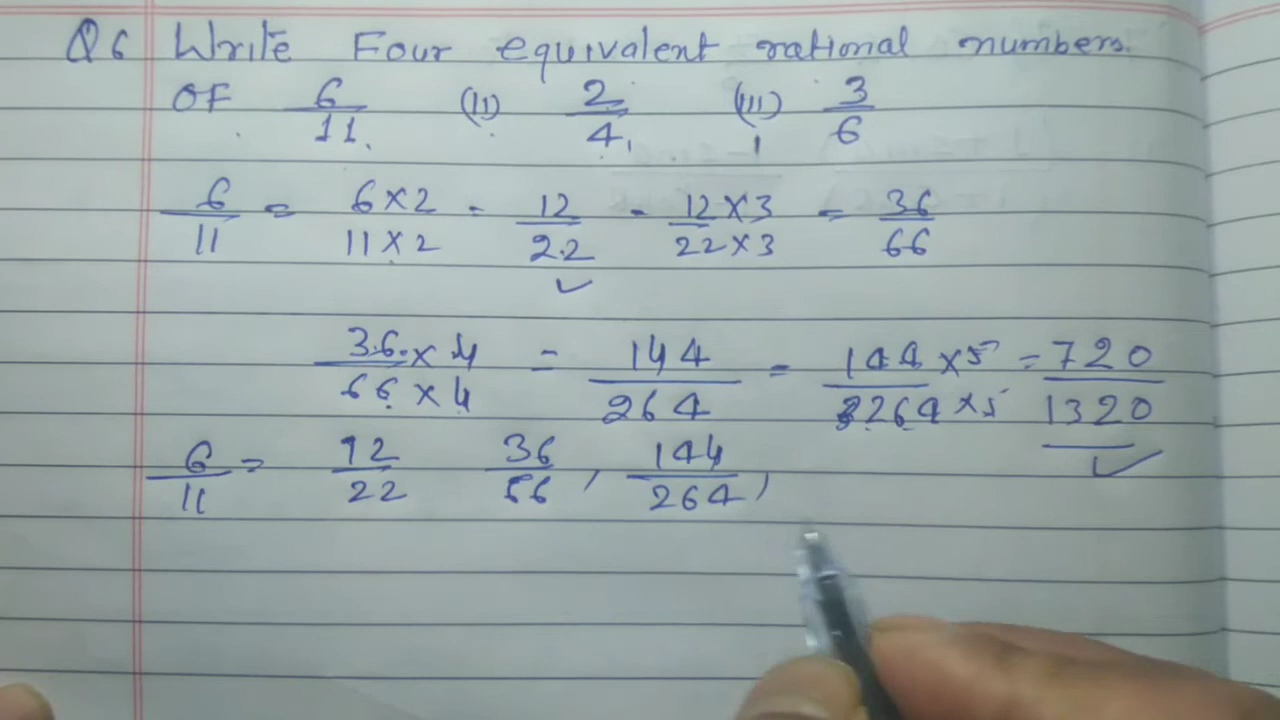 Q6 Write Four equivalent rational numbers.
OF 6/11. (II) 2/4, (III) 3/6
6/11 = 6×2/11×2 = 12/22 = 12×3/22×3 = 36/66
36×4/66×4 = 144/264 = 144×5/264×5 = 720/1320
6/11 = 12/22 36/66, 144/264,